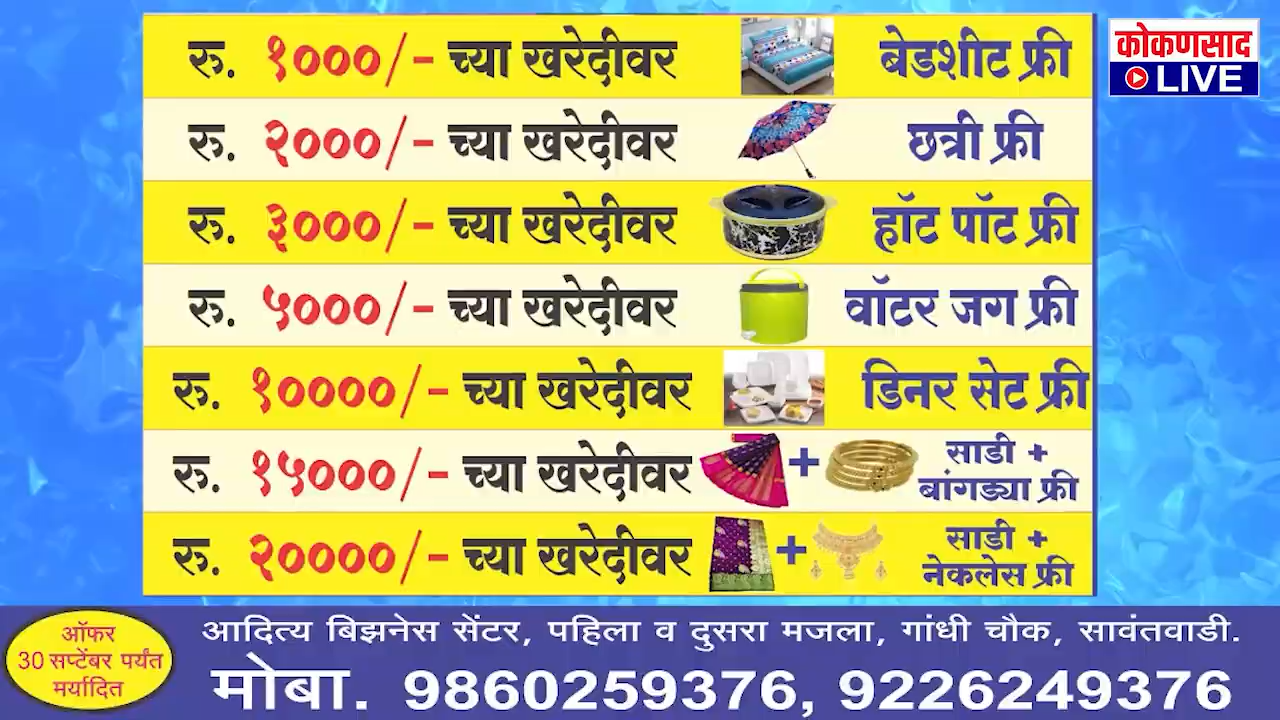 रु. १०००/- च्या खरेदीवर बेडशीट फ्री
कोकणसाद
LIVE
रु. २०००/- च्या खरेदीवर छत्री फ्री
रु. ३०००/- च्या खरेदीवर हॉट पॉट फ्री
रु. ५०००/- च्या खरेदीवर वॉटर जग फ्री
रु. १००००/- च्या खरेदीवर डिनर सेट फ्री
रु. १५०००/- च्या खरेदीवर + साडी +
बांगड्या फ्री
रु. २००००/- च्या खरेदीवर + साडी +
नेकलेस फ्री
ऑफर
30 सप्टेंबर पर्यंत
मर्यादित
आदित्य बिझनेस सेंटर, पहिला व दुसरा मजला, गांधी चौक, सावंतवाडी.
मोबा. 9860259376, 9226249376